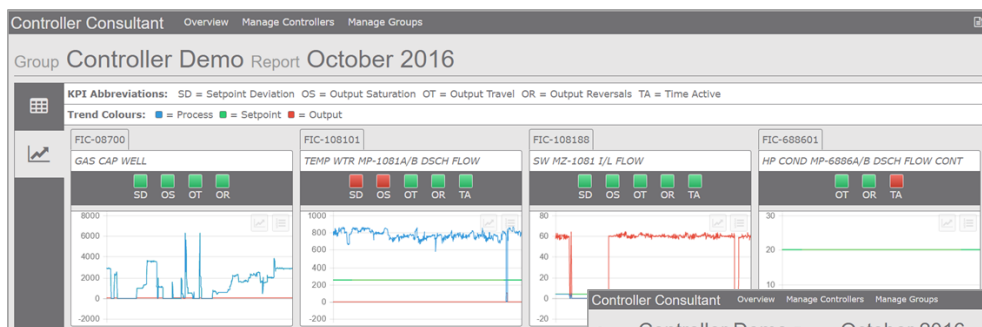 Controller Consultant Overview Manage Controllers Manage Groups
Group Controller Demo Report October 2016
KPI Abbreviations: SD = Setpoint Deviation OS = Output Saturation OT = Output Travel OR = Output Reversals TA = Time Active
Trend Colours: = Process = Setpoint = Output
FIC-08700
GAS CAP WELL
SD OS OT OR
8000
6000
4000
2000
0
-2000
FIC-108101
TEMP WTR MP-1081A/B DSCH FLOW
SD OS OT OR TA
1000
800
600
400
200
0
-200
FIC-108188
SW MZ-1081 I/L FLOW
SD OS OT OR TA
80
60
40
20
0
-20
FIC-688601
HP COND MP-6886A/B DSCH FLOW CONT
OT OR TA
30
20
10
Controller Consultant Overview Manage Controllers Manage Groups
Controller Demo October 2016